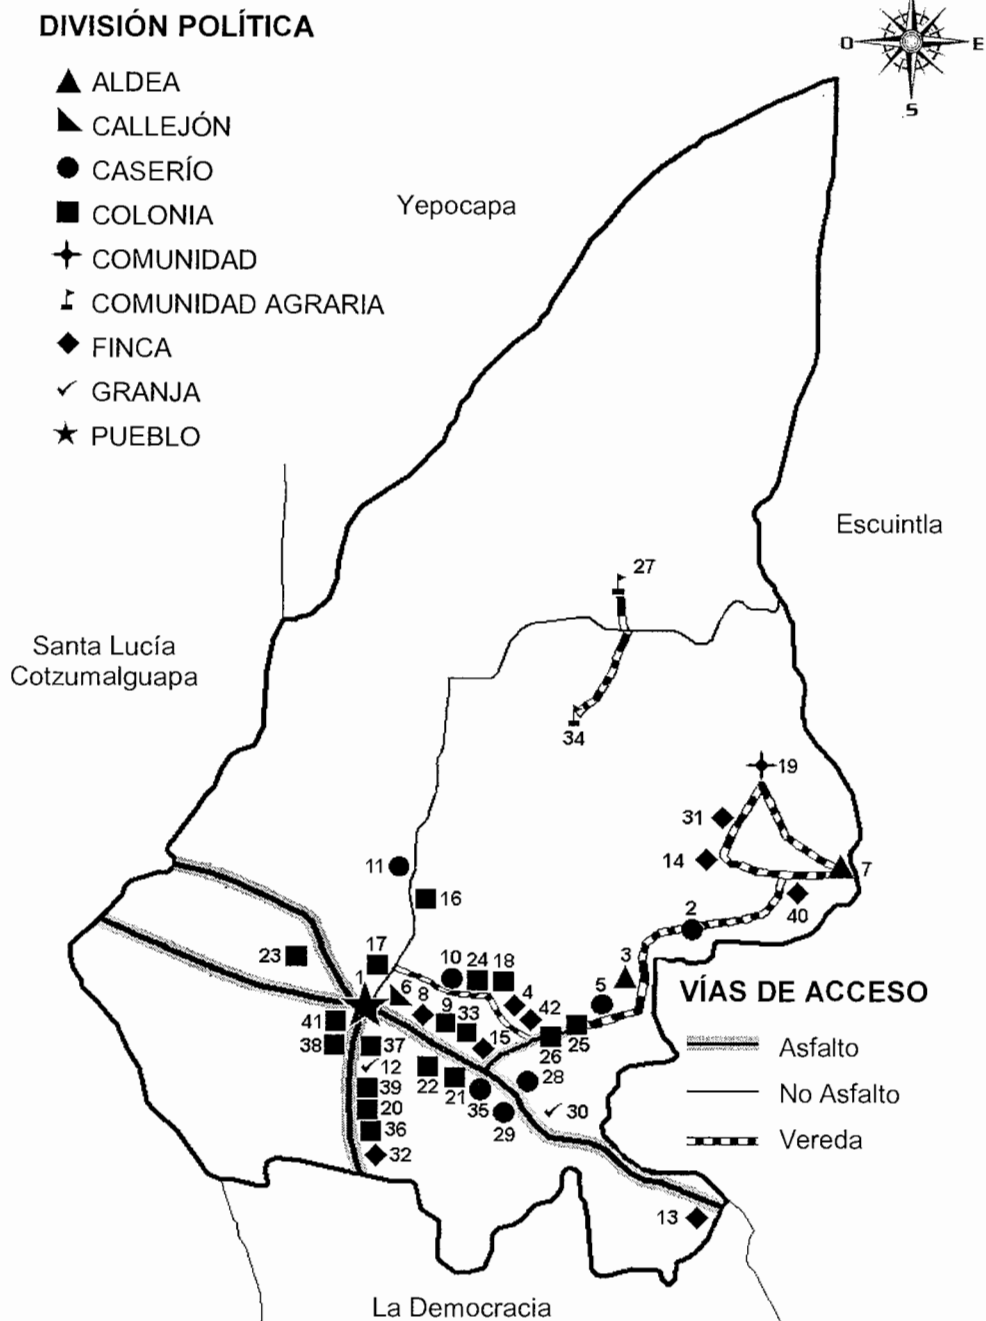 DIVISIÓN POLÍTICA
ALDEA
CALLEJÓN
CASERÍO
COLONIA
COMUNIDAD
COMUNIDAD AGRARIA
FINCA
GRANJA
PUEBLO
O
E
S
Yepocapa
Escuintla
Santa Lucía
Cotzumalguapa
27
34
19
31
14
7
40
2
11
16
3
23
17
10
24
18
1
6
8
4
5
42
9
33
41
38
37
15
26
25
12
22
21
28
39
20
35
29
30
36
32
13
VÍAS DE ACCESO
Asfalto
No Asfalto
Vereda
La Democracia